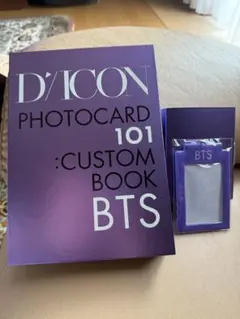 D'/ICON
PHOTOCARD
101
:CUSTOM
BOOK
BTS
BTS